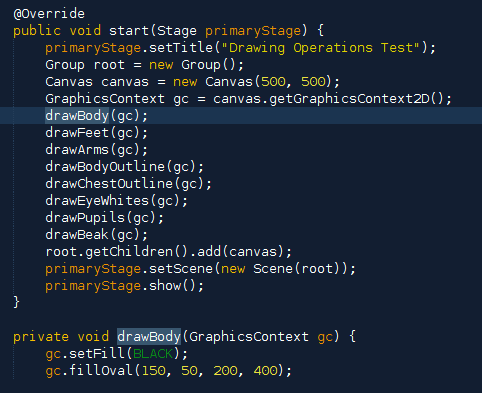 @Override
public void start(Stage primaryStage) {
primaryStage.setTitle("Drawing Operations Test");
Group root = new Group();
Canvas canvas = new Canvas(500, 500);
GraphicsContext gc = canvas.getGraphicsContext2D();
drawBody(gc);
drawFeet(gc);
drawArms(gc);
drawBodyOutline(gc);
drawChestOutline(gc);
drawEyeWhites(gc);
drawPupils(gc);
drawBeak(gc);
root.getChildren().add(canvas);
primaryStage.setScene(new Scene(root));
primaryStage.show();
}
private void drawBody(GraphicsContext gc) {
gc.setFill(BLACK);
gc.fillOval(150, 50, 200, 400);